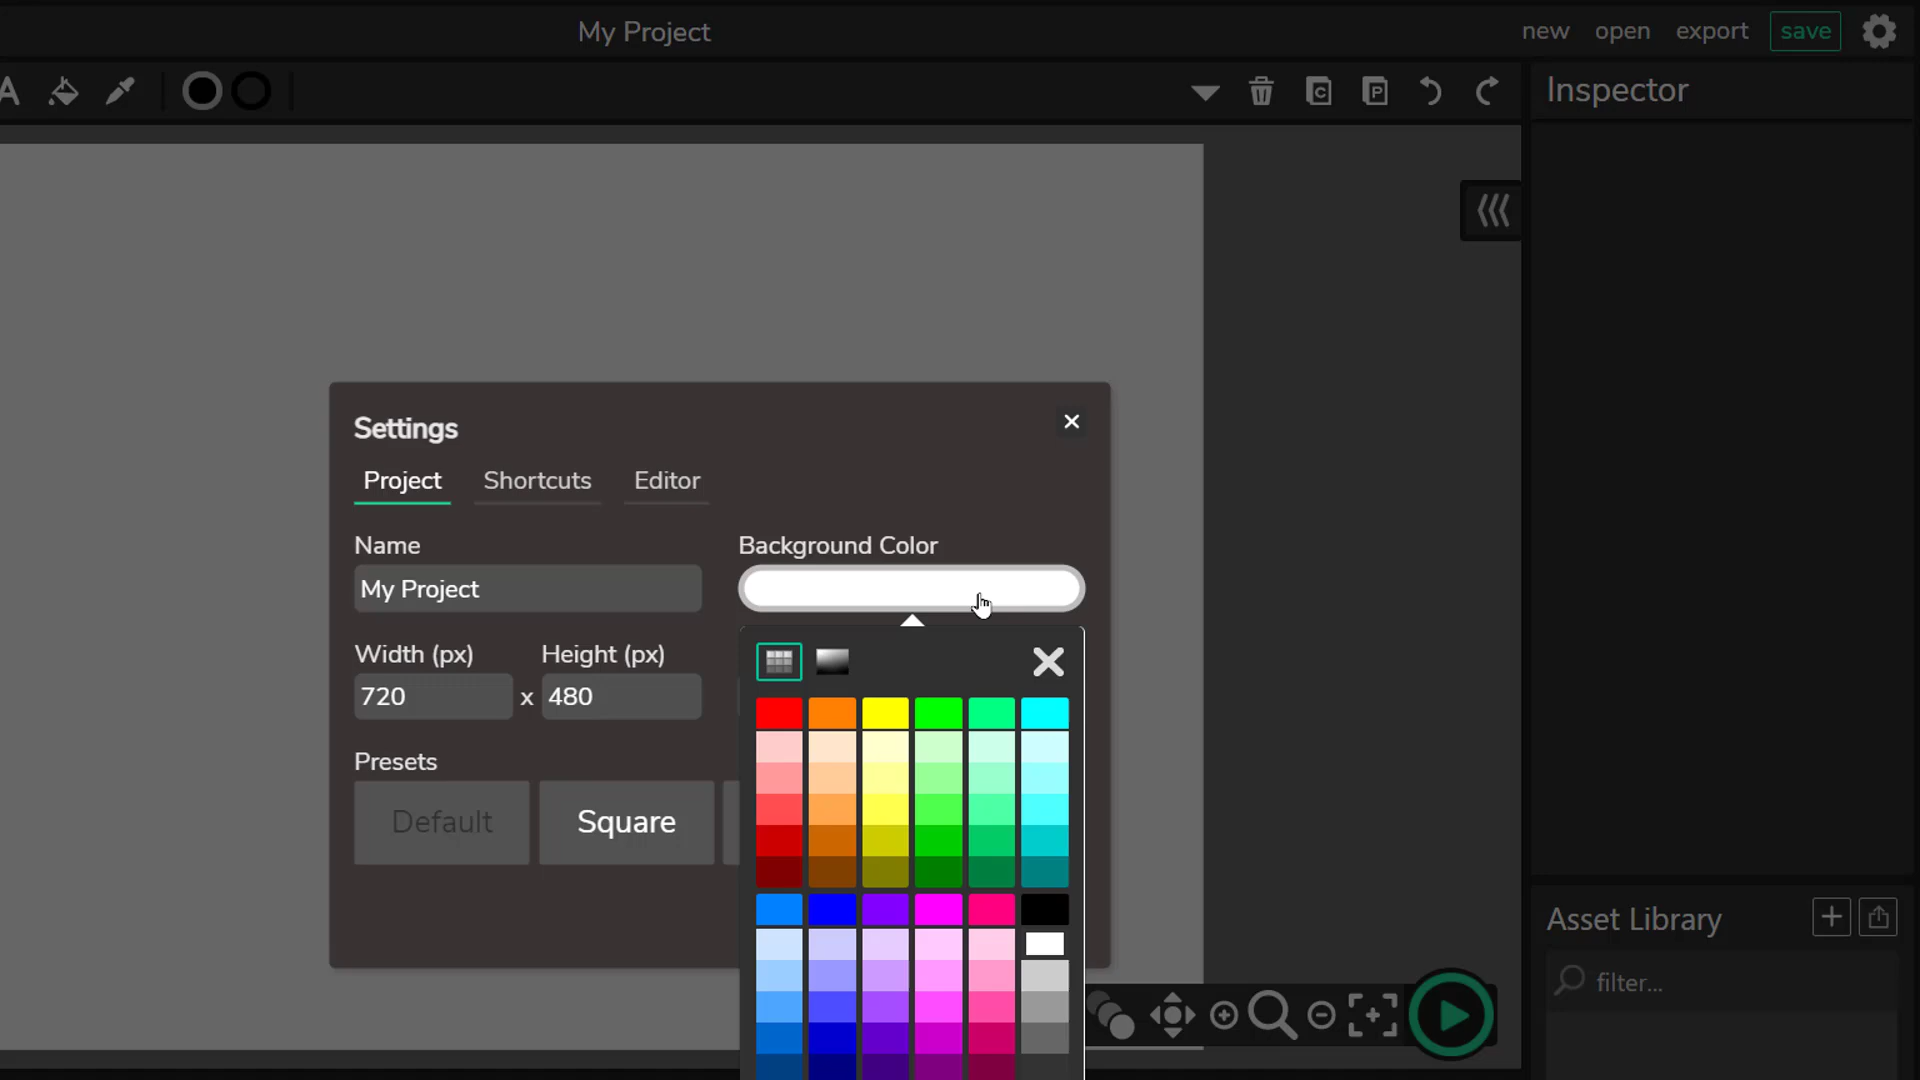 My Project
new open export save
A
C P
Inspector
Settings
Project Shortcuts Editor
Name
Background Color
My Project
Width (px) Height (px)
720 x 480
Presets
Default Square
Asset Library
filter...